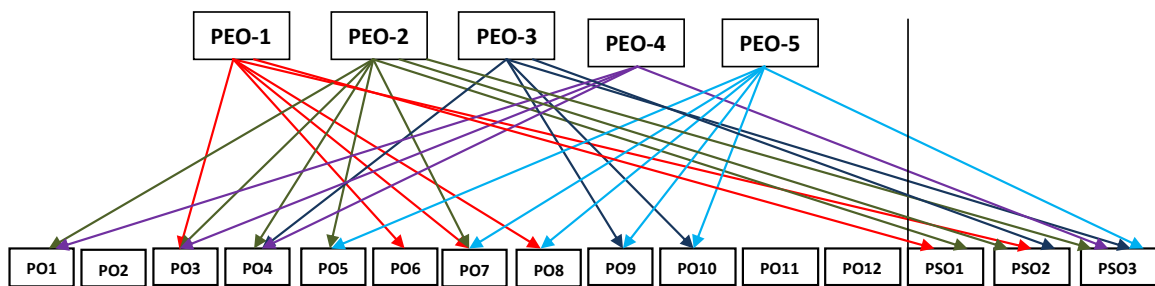 PEO-1 PEO-2 PEO-3 PEO-4 PEO-5
PO1 PO2 PO3 PO4 PO5 PO6 PO7 PO8 PO9 PO10 PO11 PO12 PSO1 PSO2 PSO3